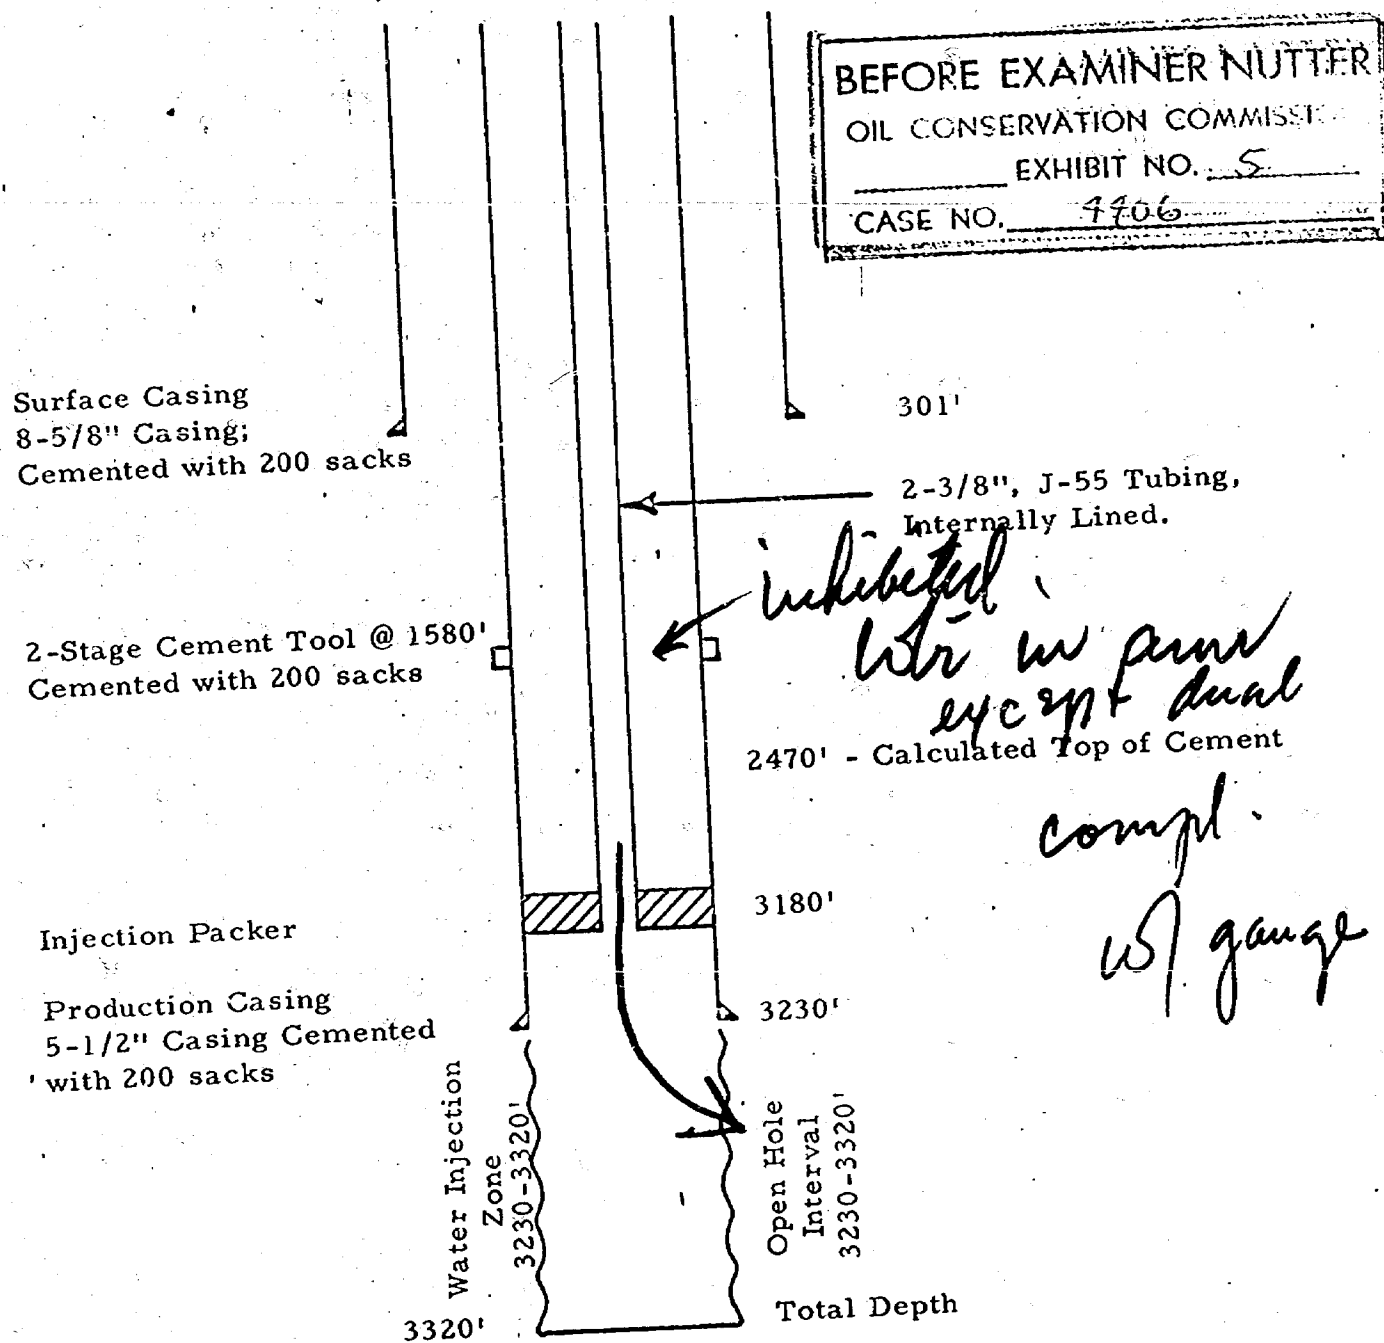 BEFORE EXAMINER NUTTER
OIL CONSERVATION COMMISSI
EXHIBIT NO. 5
CASE NO. 4406
Surface Casing
8-5/8" Casing;
Cemented with 200 sacks
301'
2-3/8", J-55 Tubing,
Internally Lined.
inhibited
wtr in
except dual
compl.
w/ gauge
2-Stage Cement Tool @ 1580'
Cemented with 200 sacks
2470' - Calculated Top of Cement
Injection Packer
3180'
Production Casing
5-1/2" Casing Cemented
with 200 sacks
3230'
Water Injection
Zone
3230-3320'
Open Hole
Interval
3230-3320'
3320'
Total Depth